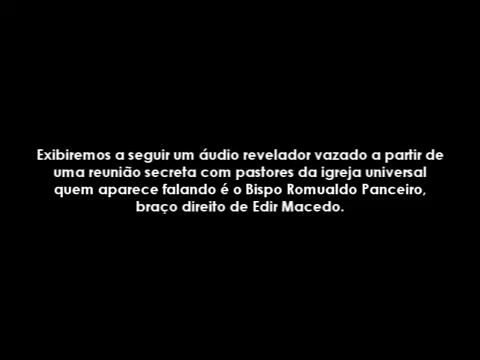 Exibiremos a seguir um áudio revelador vazado a partir de
uma reunião secreta com pastores da igreja universal
quem aparece falando é o Bispo Romualdo Panceiro,
braço direito de Edir Macedo.